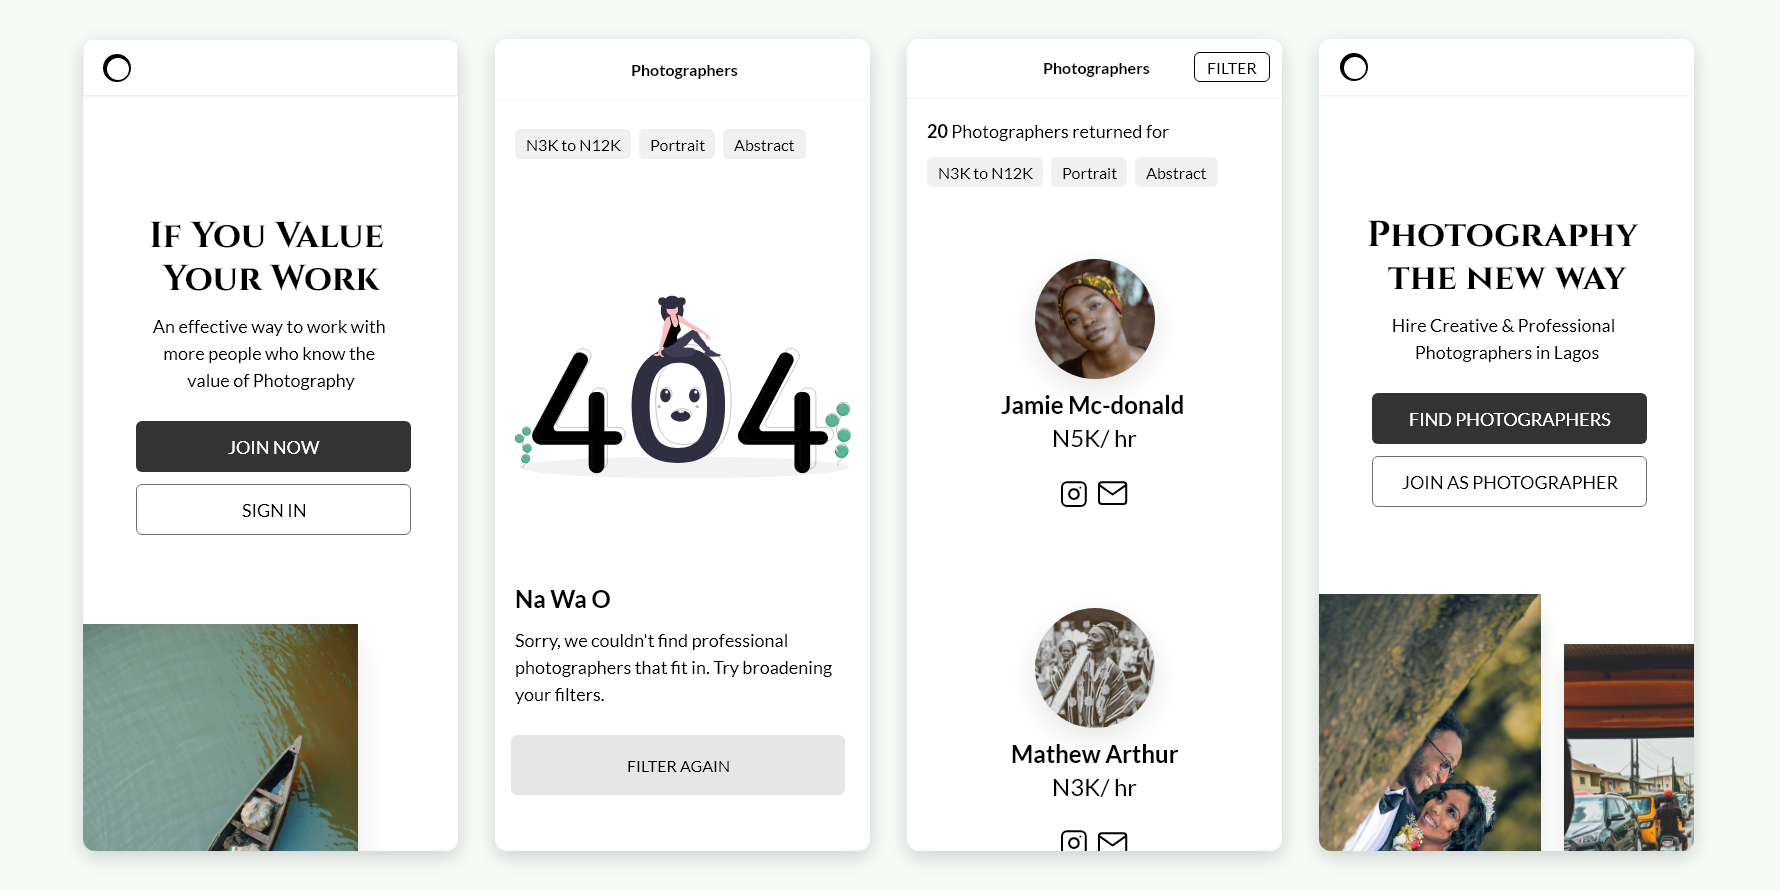 If You Value
Your Work
An effective way to work with
more people who know the
value of Photography
JOIN NOW
SIGN IN
Photographers
N3K to N12K
Portrait
Abstract
404
Na Wa O
Sorry, we couldn't find professional
photographers that fit in. Try broadening
your filters.
FILTER AGAIN
Photographers
FILTER
20 Photographers returned for
N3K to N12K
Portrait
Abstract
Jamie Mc-donald
N5K/ hr
Mathew Arthur
N3K/ hr
Photography
the new way
Hire Creative & Professional
Photographers in Lagos
FIND PHOTOGRAPHERS
JOIN AS PHOTOGRAPHER